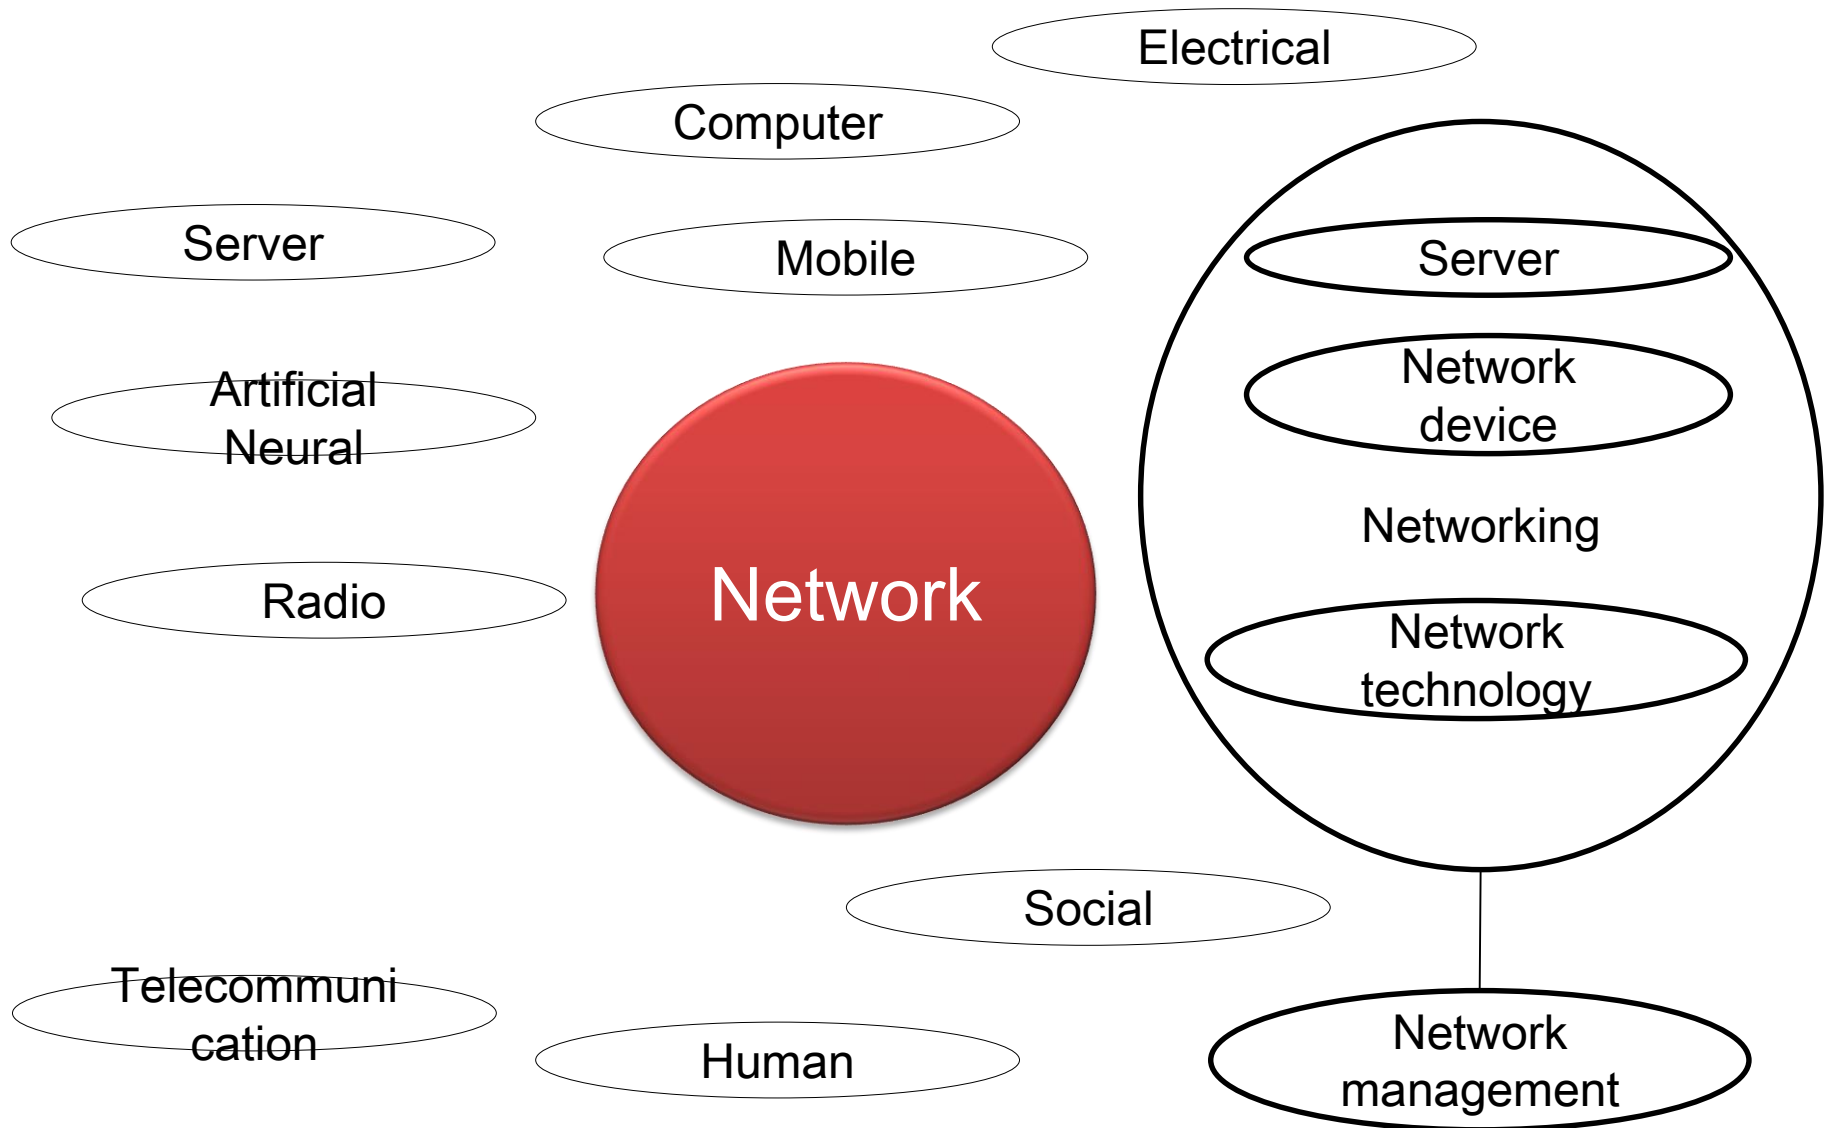 Electrical
Computer
Server
Mobile
Server
Artificial
Neural
Network
device
Networking
Radio
Network
Network
technology
Social
Telecommuni
cation
Human
Network
management